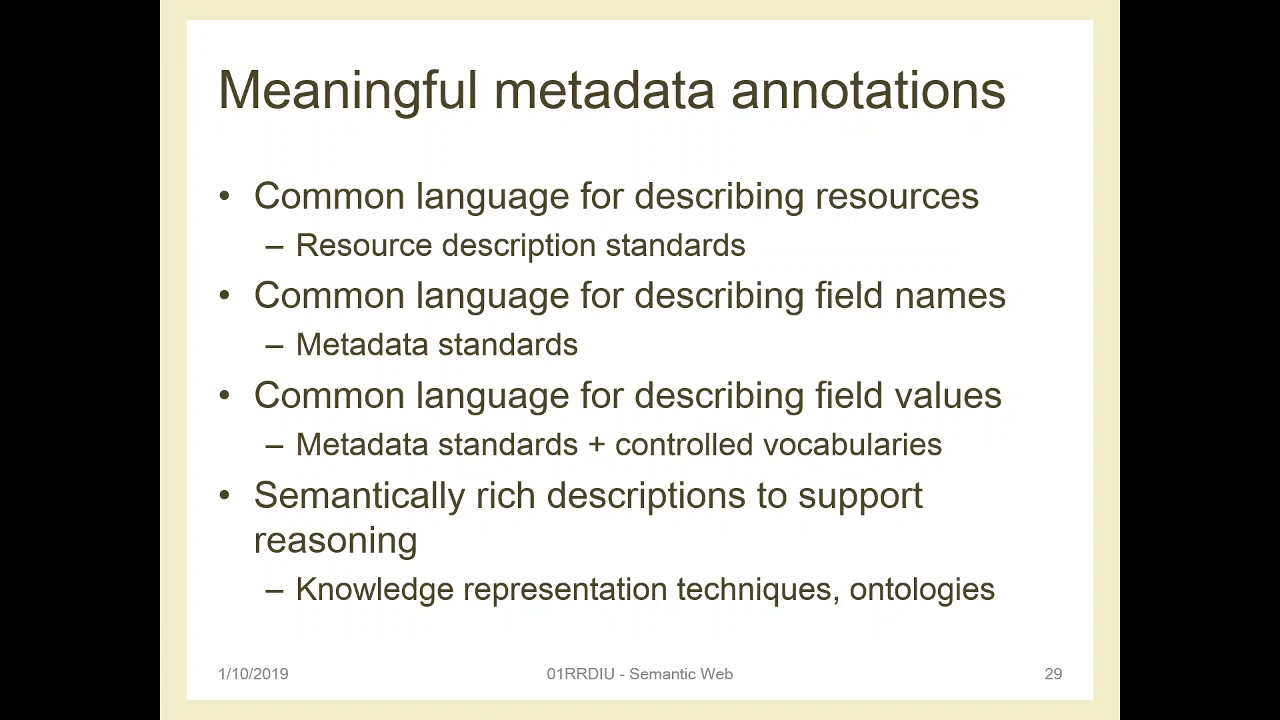 Meaningful metadata annotations
• Common language for describing resources
– Resource description standards
• Common language for describing field names
– Metadata standards
• Common language for describing field values
– Metadata standards + controlled vocabularies
• Semantically rich descriptions to support
reasoning
– Knowledge representation techniques, ontologies
1/10/2019 01RRDIU - Semantic Web 29